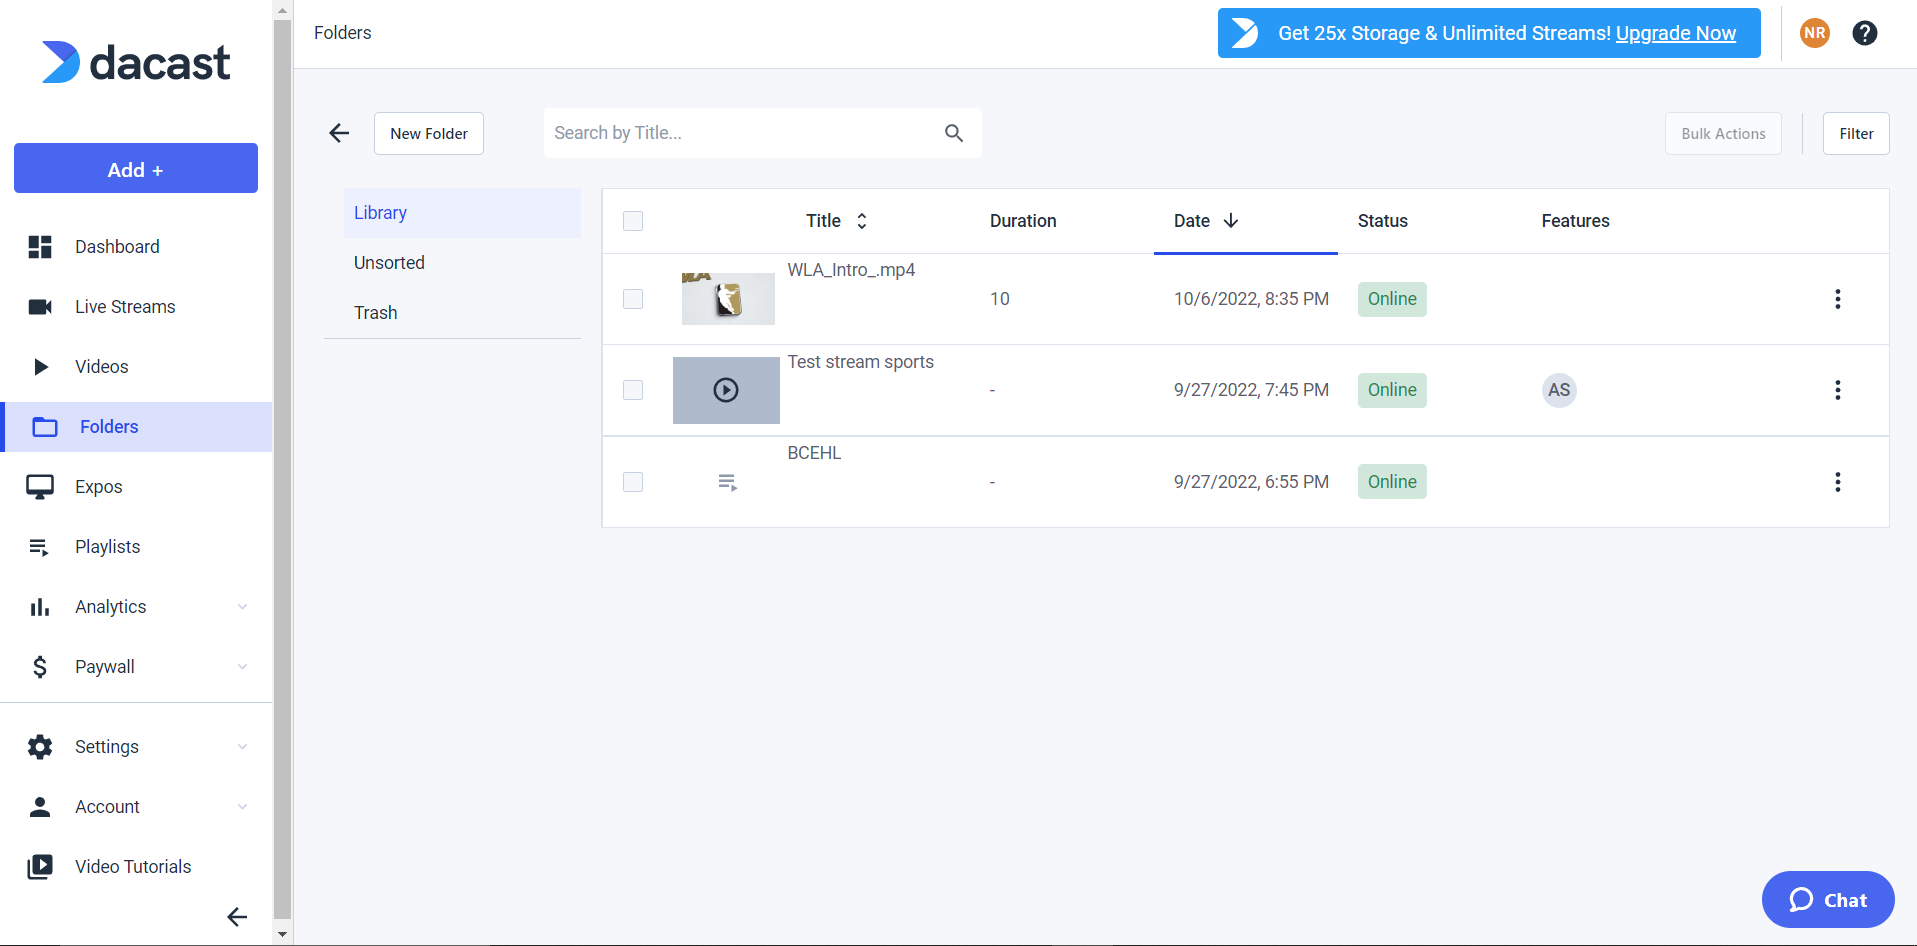 dacast
Add +
Dashboard
Live Streams
Videos
Folders
Expos
Playlists
Analytics
Paywall
Settings
Account
Video Tutorials
Folders
Get 25x Storage & Unlimited Streams! Upgrade Now
NR
?
New Folder
Search by Title...
Bulk Actions
Filter
Library
Unsorted
Trash
Title Duration Date Status Features
WLA_Intro_.mp4
10 10/6/2022, 8:35 PM Online
Test stream sports
- 9/27/2022, 7:45 PM Online AS
BCEHL
- 9/27/2022, 6:55 PM Online
Chat